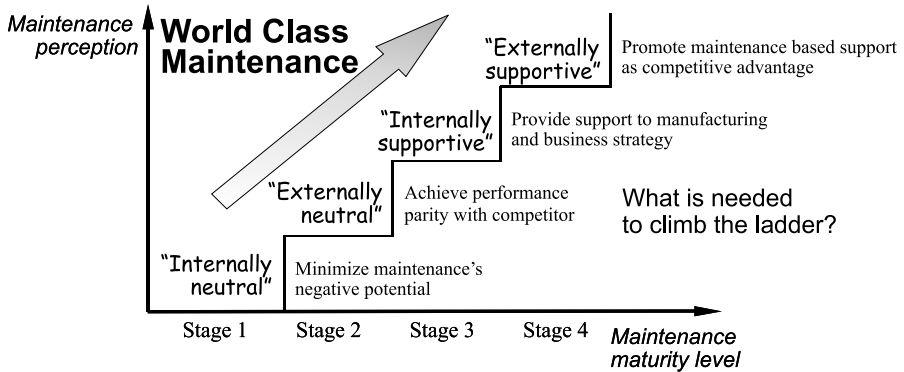 Maintenance
perception
World Class
Maintenance
“Externally
supportive”
Promote maintenance based support
as competitive advantage
“Internally
supportive”
Provide support to manufacturing
and business strategy
“Externally
neutral”
Achieve performance
parity with competitor
What is needed
to climb the ladder?
“Internally
neutral”
Minimize maintenance’s
negative potential
Stage 1
Stage 2
Stage 3
Stage 4
Maintenance
maturity level